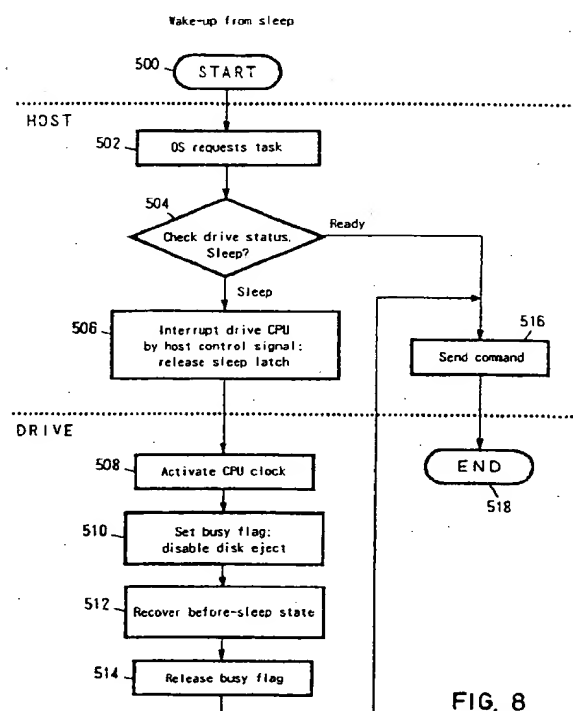 Wake-up from sleep
500
START
HOST
502
OS requests task
504
Check drive status.
Sleep?
Ready
Sleep
506
Interrupt drive CPU
by host control signal;
release sleep latch
516
Send command
DRIVE
508
Activate CPU clock
END
518
510
Set busy flag;
disable disk eject
512
Recover before-sleep state
514
Release busy flag
FIG. 8